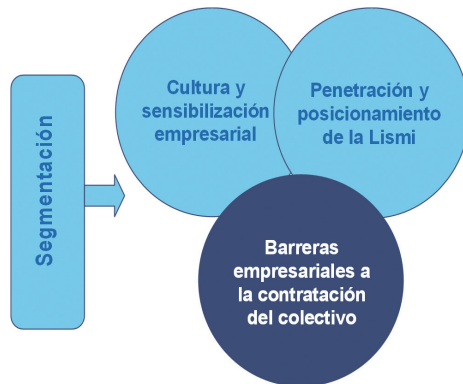 Segmentación
Cultura y
sensibilización
empresarial
Penetración y
posicionamiento
de la Lismi
Barreras
empresariales a
la contratación
del colectivo